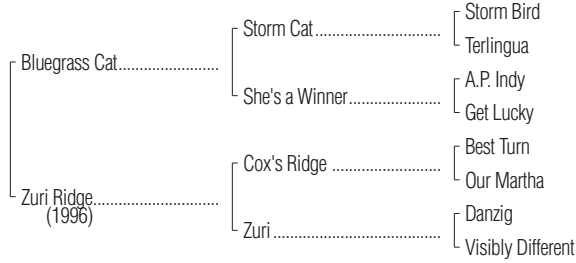 Storm Bird
Storm Cat
Terlingua
Bluegrass Cat
A.P. Indy
She's a Winner
Get Lucky
Best Turn
Cox's Ridge
Our Martha
Zuri Ridge
(1996)
Danzig
Zuri
Visibly Different